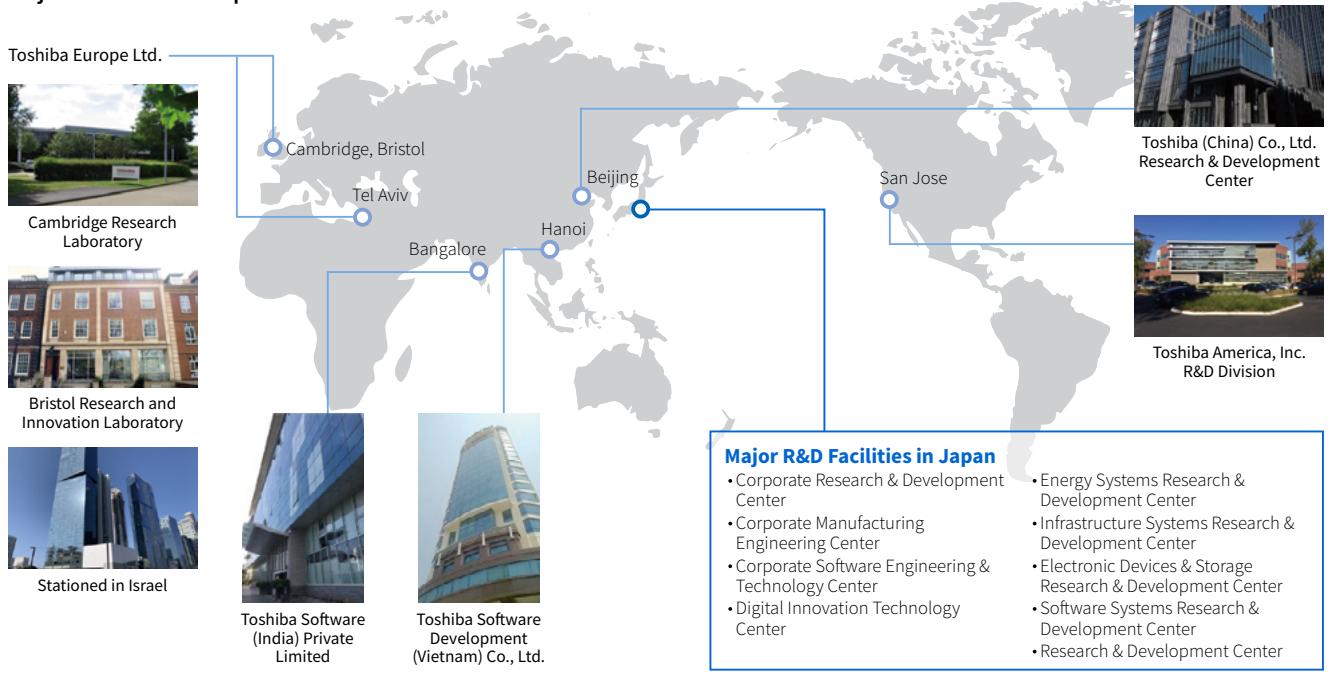 Toshiba Europe Ltd.
Cambridge, Bristol
Tel Aviv
Bangalore
Hanoi
Beijing
San Jose
Cambridge Research
Laboratory
Bristol Research and
Innovation Laboratory
Stationed in Israel
Toshiba Software
(India) Private
Limited
Toshiba Software
Development
(Vietnam) Co., Ltd.
Toshiba (China) Co., Ltd.
Research & Development
Center
Toshiba America, Inc.
R&D Division
Major R&D Facilities in Japan
•Corporate Research & Development
Center
•Corporate Manufacturing
Engineering Center
•Corporate Software Engineering &
Technology Center
•Digital Innovation Technology
Center
•Energy Systems Research &
Development Center
•Infrastructure Systems Research &
Development Center
•Electronic Devices & Storage
Research & Development Center
•Software Systems Research &
Development Center
•Research & Development Center